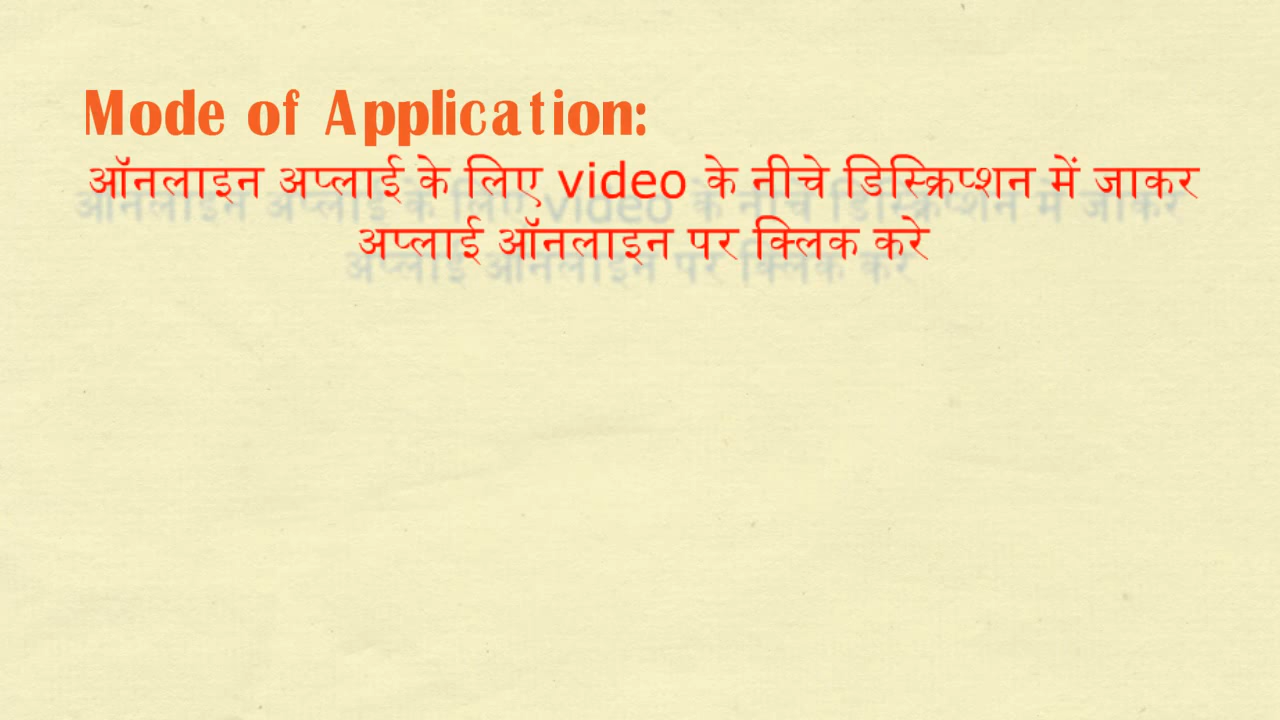 Mode of Application:
ऑनलाइन अप्लाई के लिए video के नीचे डिस्क्रिप्शन में जाकर
अप्लाई ऑनलाइन पर क्लिक करे